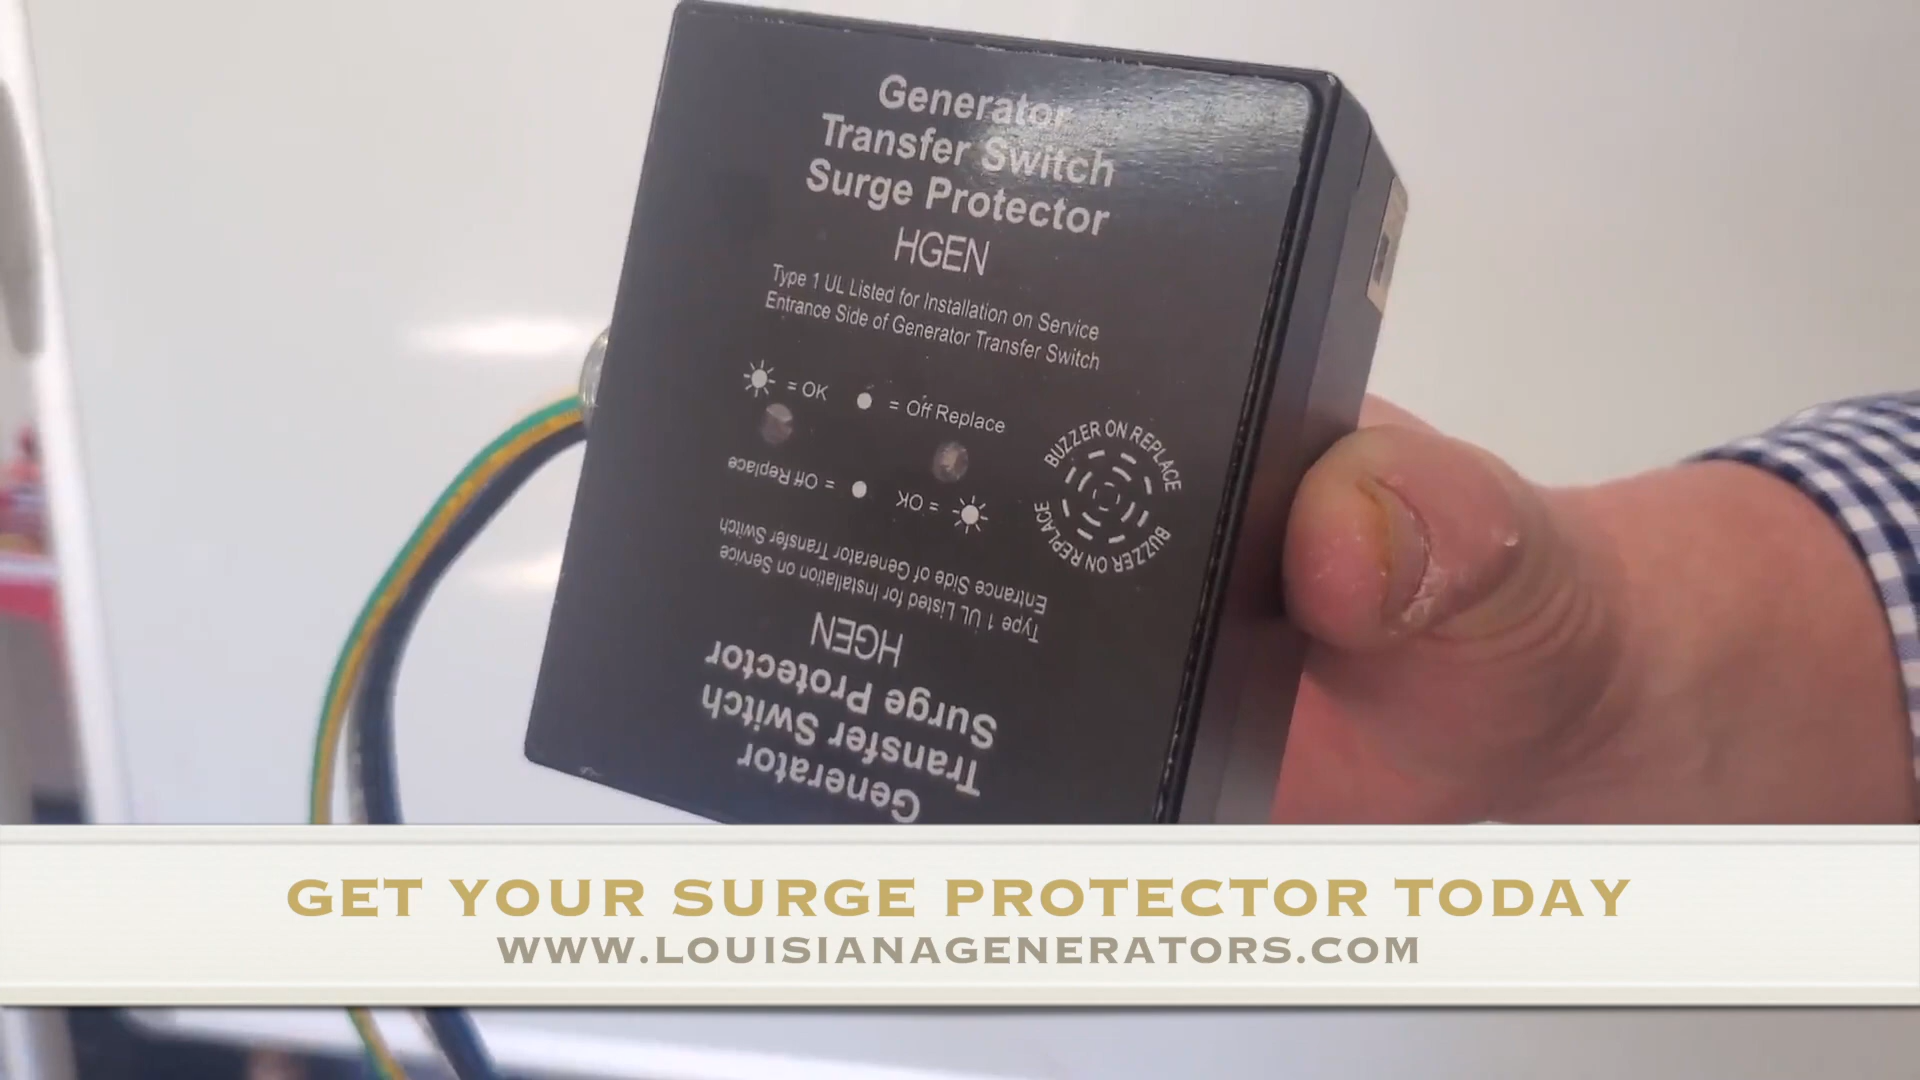 Generator
Transfer Switch
Surge Protector
HGEN
Type 1 UL Listed for Installation on Service
Entrance Side of Generator Transfer Switch
= OK = Off Replace
BUZZER ON REPLACE
BUZZER ON REPLACE
= OK = Off Replace
Type 1 UL Listed for Installation on Service
Entrance Side of Generator Transfer Switch
HGEN
Surge Protector
Transfer Switch
Generator
GET YOUR SURGE PROTECTOR TODAY
WWW.LOUISIANAGENERATORS.COM